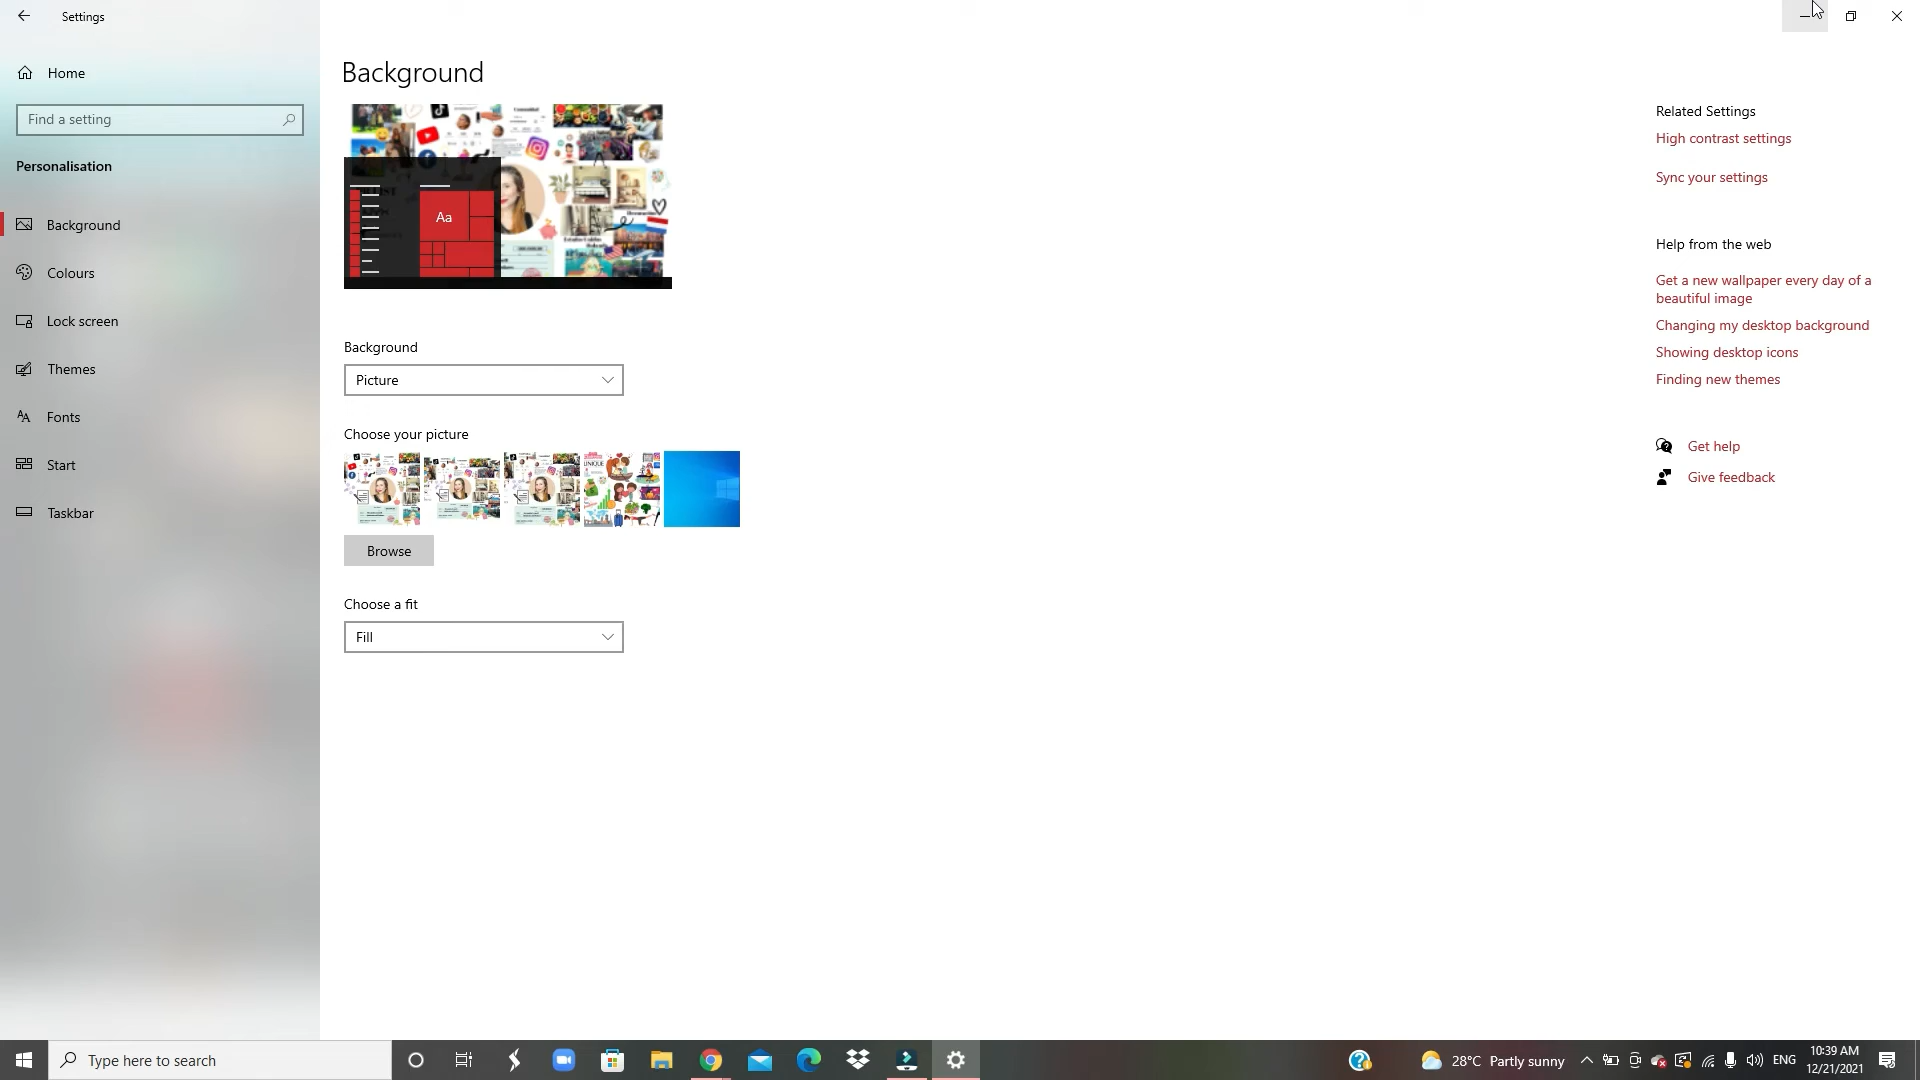 Settings
Home
Find a setting
Personalisation
Background
Colours
Lock screen
Themes
Fonts
Start
Taskbar
Background
Aa
Background
Picture
Choose your picture
UNIQUE
Browse
Choose a fit
Fill
Related Settings
High contrast settings
Sync your settings
Help from the web
Get a new wallpaper every day of a
beautiful image
Changing my desktop background
Showing desktop icons
Finding new themes
Get help
Give feedback
Type here to search
28°C Partly sunny
ENG
10:39 AM
12/21/2021